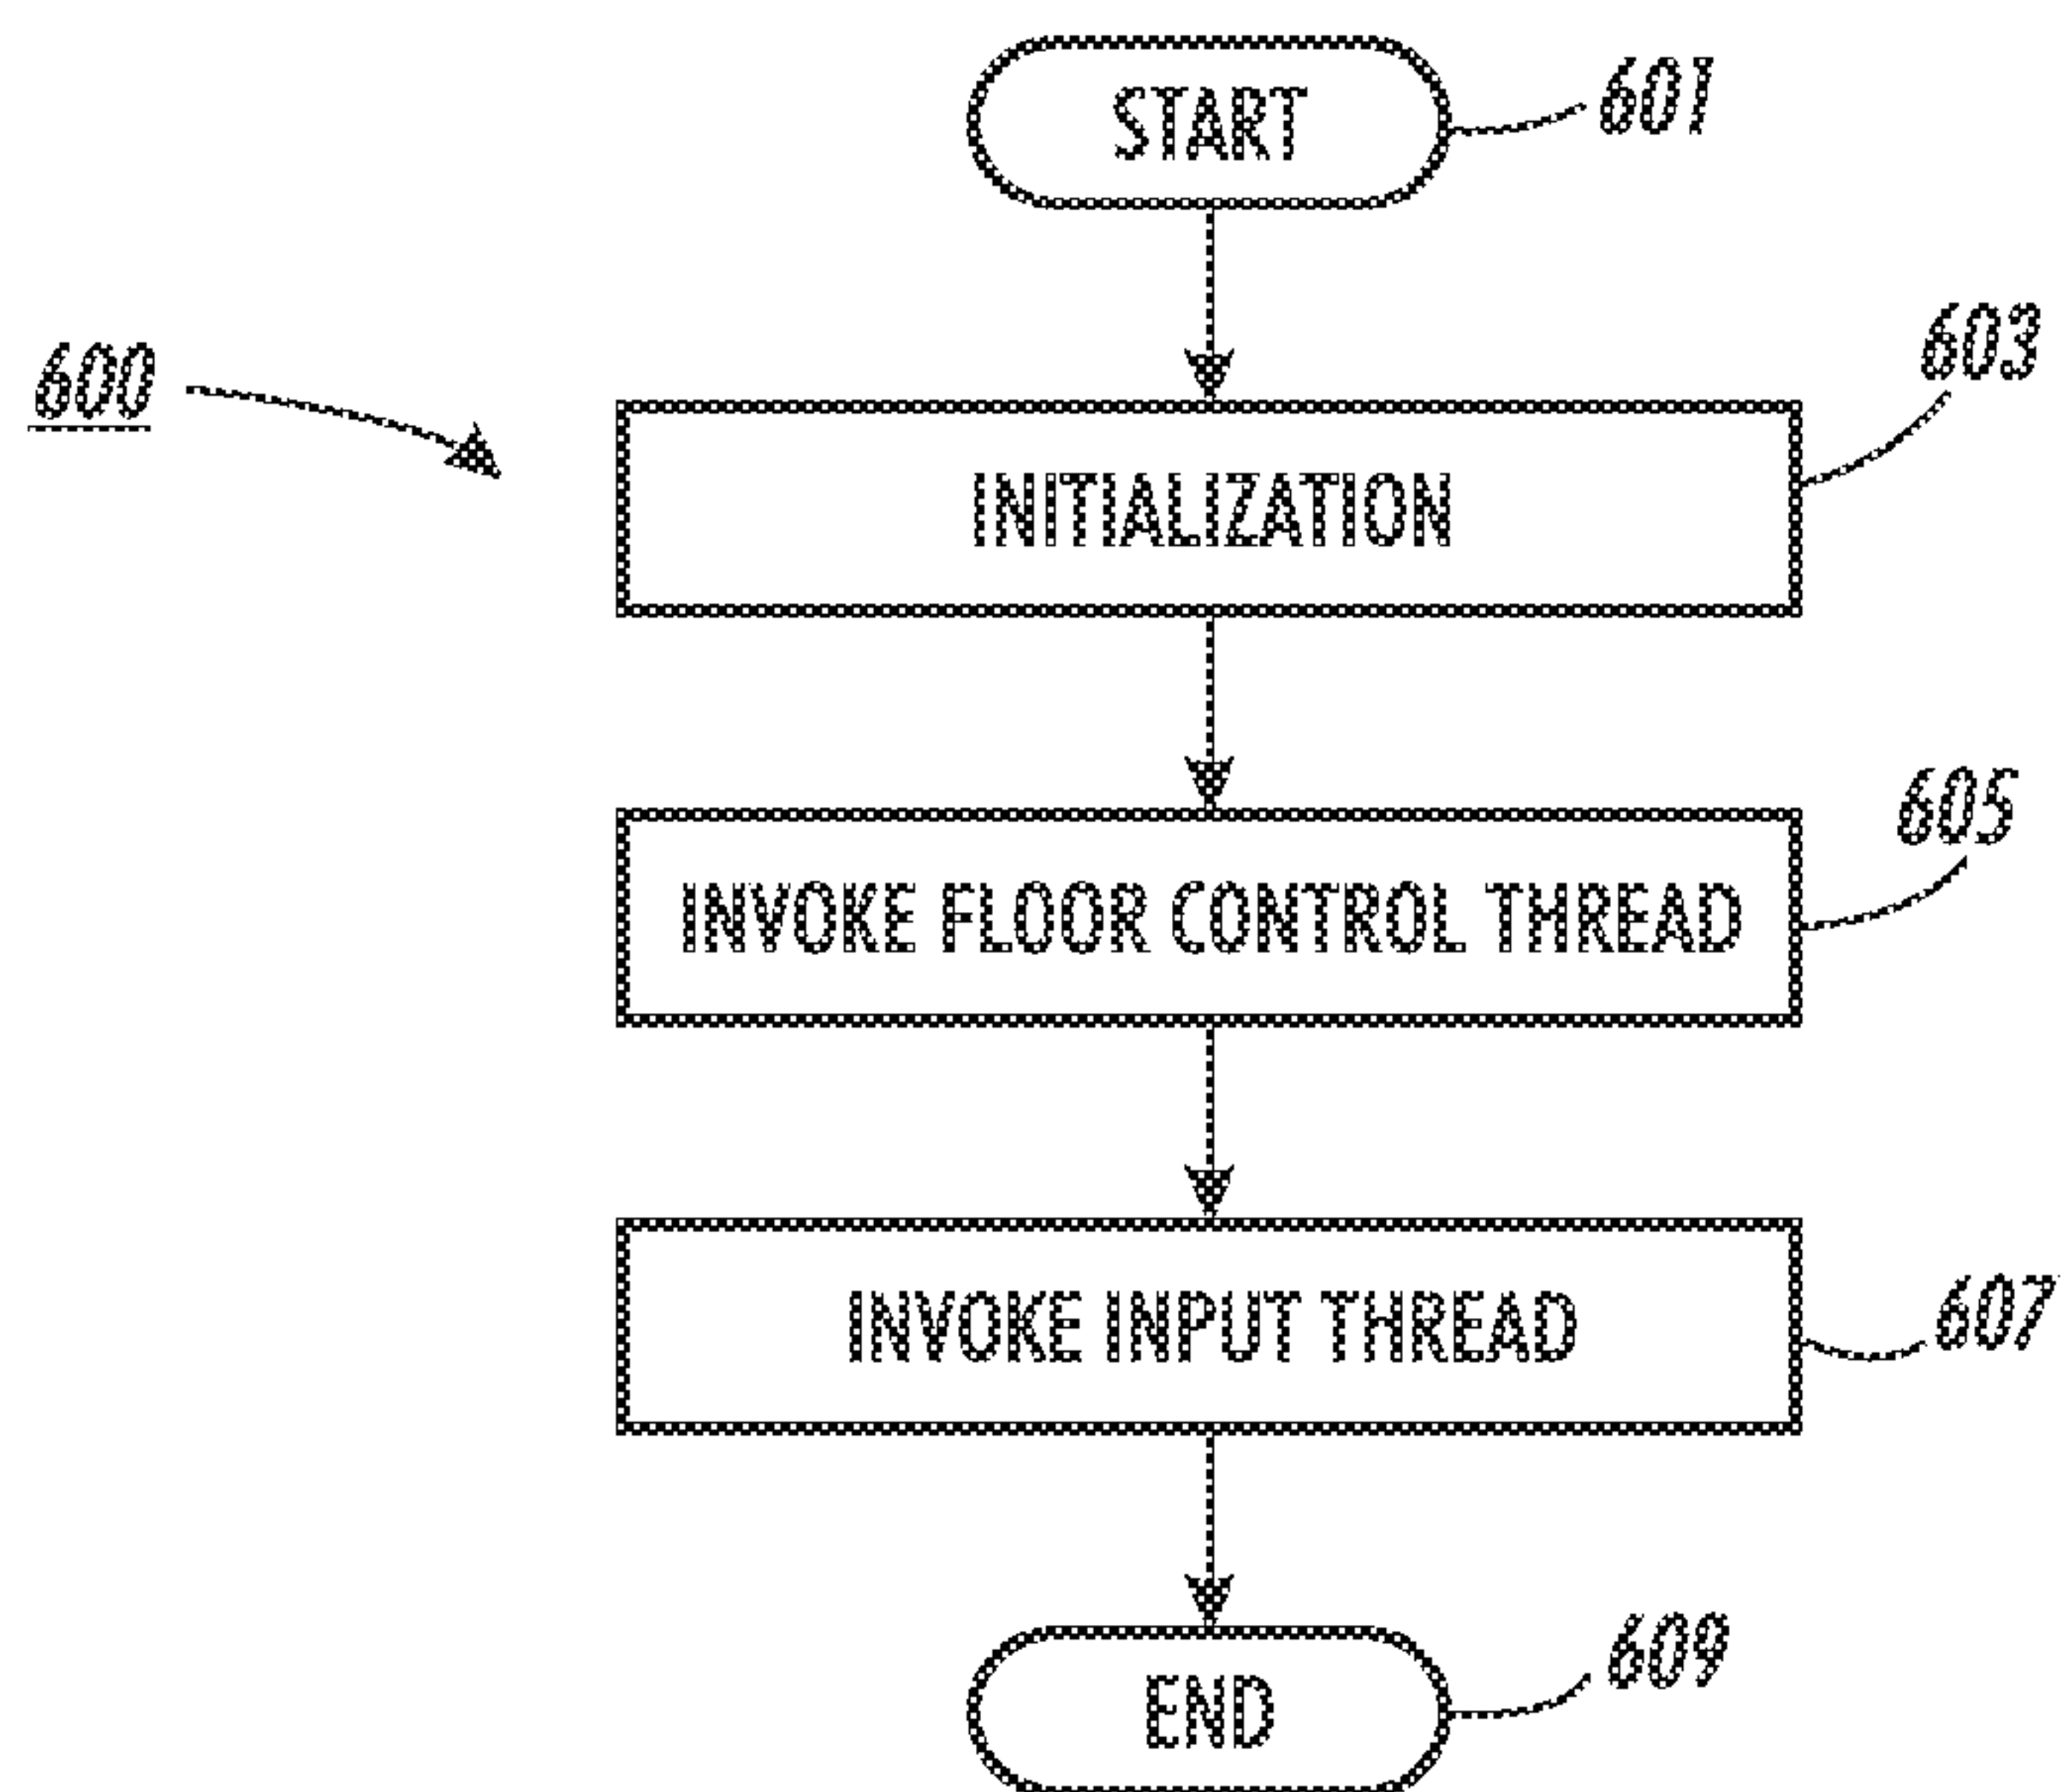 START
601
600
603
INITIALIZATION
605
INVOKE FLOOR CONTROL THREAD
607
INVOKE INPUT THREAD
609
END